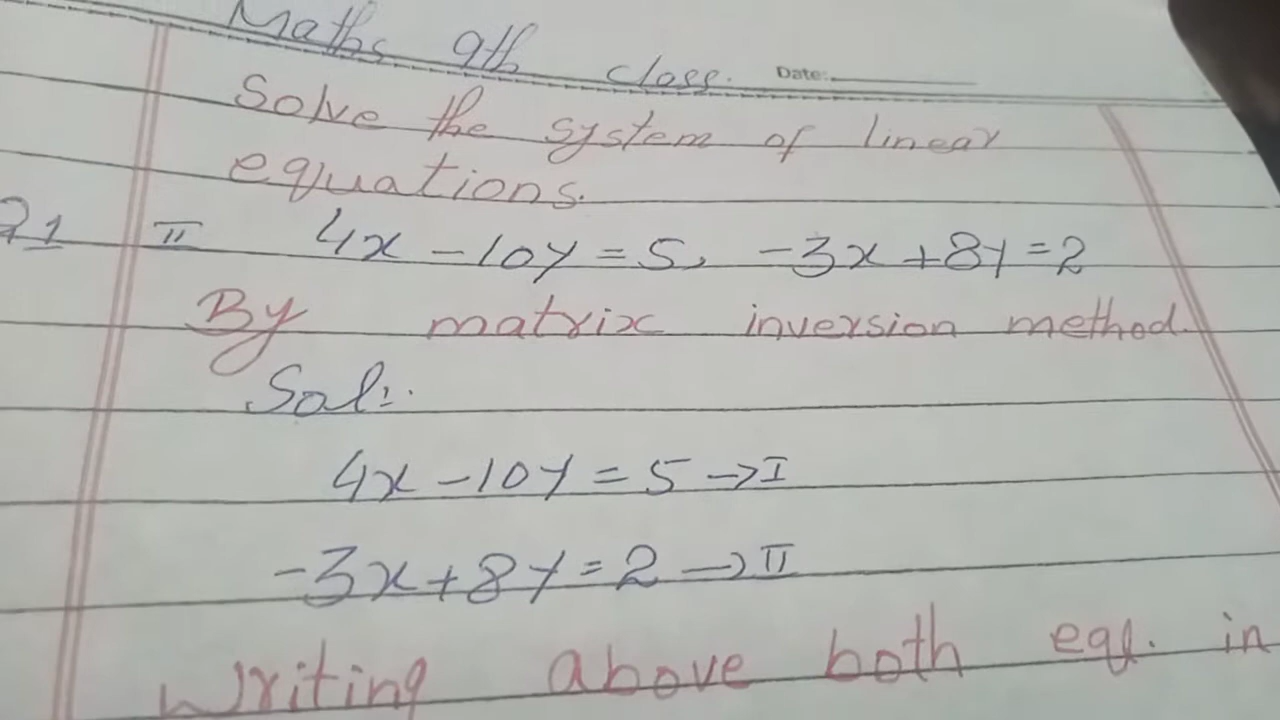 Maths 9th class. Date:
Solve the system of linear
equations.
Q1 II 4x - 10y = 5, -3x + 8y = 2
By matrix inversion method.
Sol:.
4x - 10y = 5 → I
-3x + 8y = 2 → II
Writing above both eqs. in